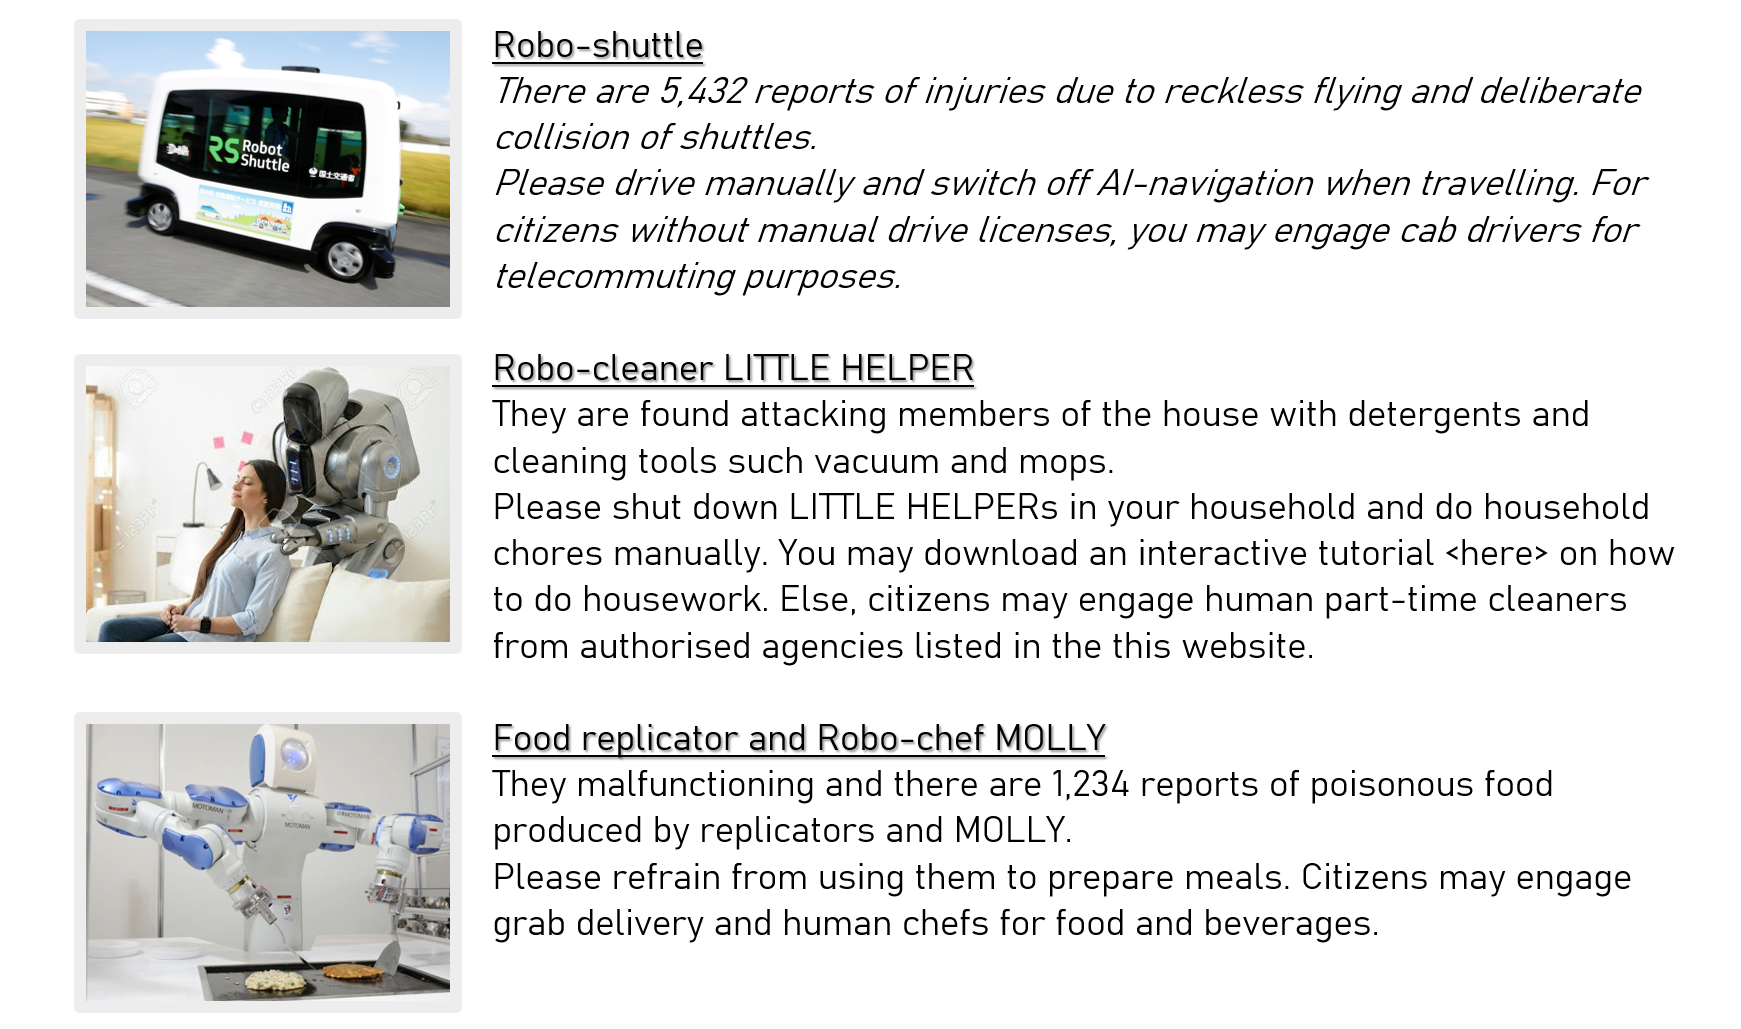 Robo-shuttle
There are 5,432 reports of injuries due to reckless flying and deliberate
collision of shuttles.
Please drive manually and switch off AI-navigation when travelling. For
citizens without manual drive licenses, you may engage cab drivers for
telecommuting purposes.
RS Robot
Shuttle
国土交通省
Robo-cleaner LITTLE HELPER
They are found attacking members of the house with detergents and
cleaning tools such vacuum and mops.
Please shut down LITTLE HELPERs in your household and do household
chores manually. You may download an interactive tutorial <here> on how
to do housework. Else, citizens may engage human part-time cleaners
from authorised agencies listed in the this website.
Food replicator and Robo-chef MOLLY
They malfunctioning and there are 1,234 reports of poisonous food
produced by replicators and MOLLY.
Please refrain from using them to prepare meals. Citizens may engage
grab delivery and human chefs for food and beverages.
MOTOMAN
MOTOMAN
MOTOMAN